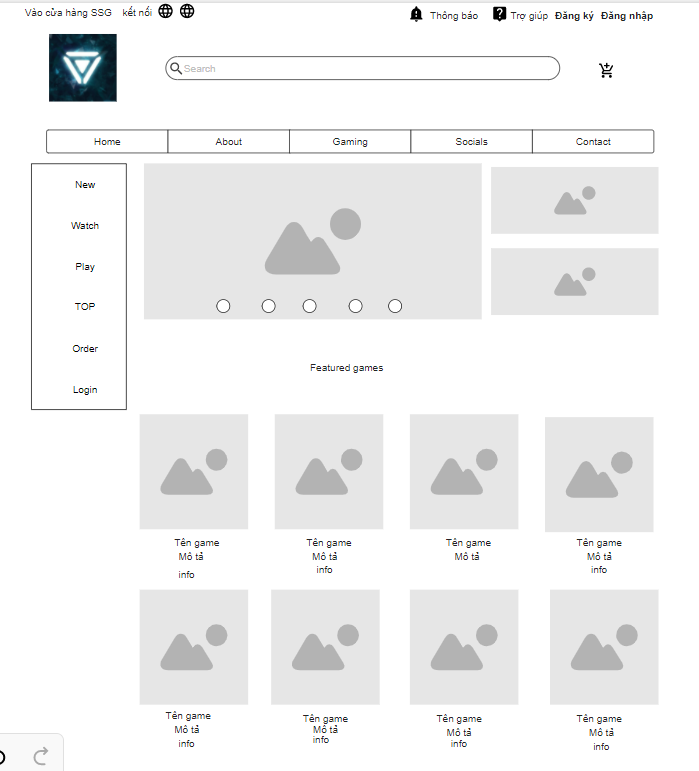 Vào cửa hàng SSG kết nối
Thông báo Trợ giúp Đăng ký Đăng nhập
Search
Home About Gaming Socials Contact
New
Watch
Play
TOP
Order
Login
Featured games
Tên game Tên game Tên game Tên game
Mô tả Mô tả Mô tả Mô tả
info info info
Tên game Tên game Tên game Tên game
Mô tả Mô tả Mô tả Mô tả
info info info info